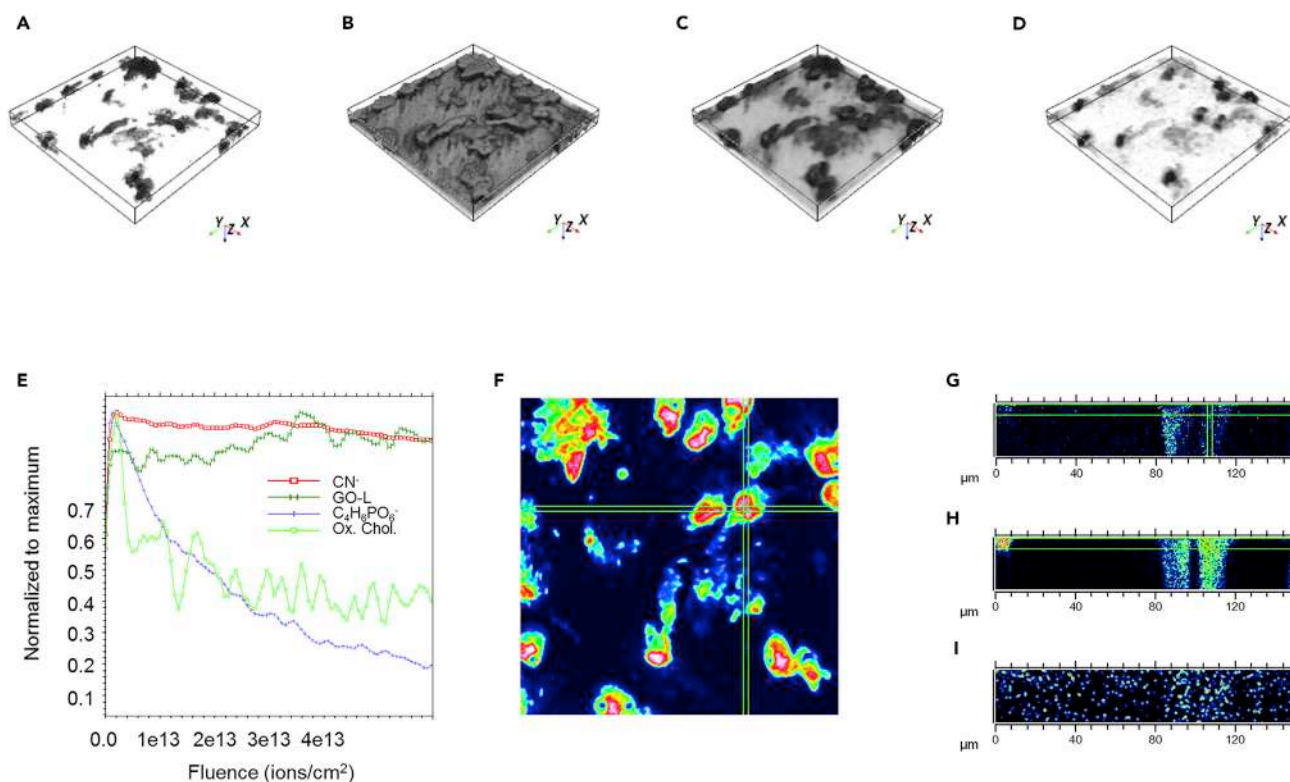 A
B
C
D
Y Z X
Y Z X
Y Z X
Y Z X
E
Normalized to maximum
0.7
0.6
0.5
0.4
0.3
0.2
0.1
CN⁻
GO-L
C₄H₈PO₆⁻
Ox. Chol.
0.0 1e13 2e13 3e13 4e13
Fluence (ions/cm²)
F
G
µm 0 40 80 120
H
µm 0 40 80 120
I
µm 0 40 80 120